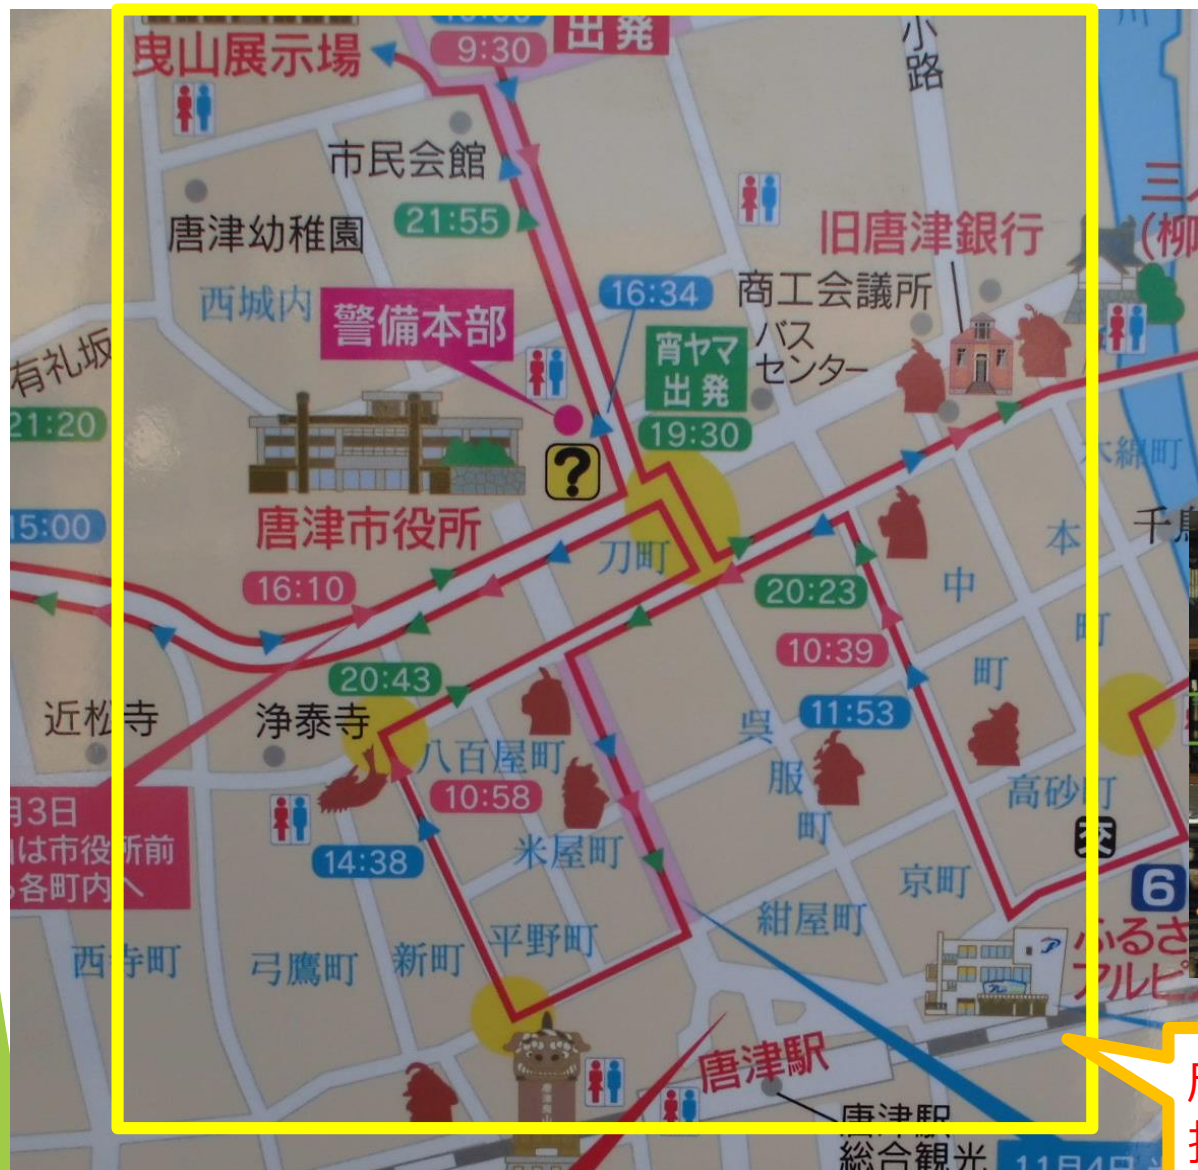 出発
9:30
曳山展示場
小路
市民会館
唐津幼稚園
21:55
旧唐津銀行
西城内
16:34
商工会議所
警備本部
バス
センター
宵ヤマ
出発
19:30
有礼坂
21:20
?
15:00
唐津市役所
刀町
木綿町
本
町
16:10
20:23
中
町
10:39
20:43
11:53
近松寺
浄泰寺
八百屋町
呉
服
町
10:58
高砂町
交
月3日
は市役所前
各町内へ
14:38
米屋町
京町
6
西寺町
弓鷹町
新町
平野町
紺屋町
ふるさ
アルピ
唐津駅
唐津駅
総合観光
11月4日